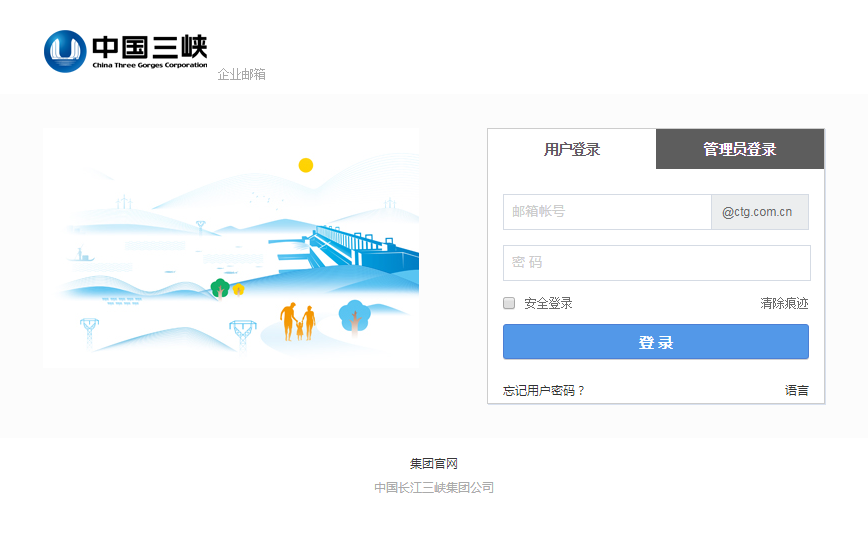 中国三峡
China Three Gorges Corporation
企业邮箱
用户登录
管理员登录
邮箱帐号
@ctg.com.cn
密 码
安全登录
清除痕迹
登 录
忘记用户密码？
语言
集团官网
中国长江三峡集团公司